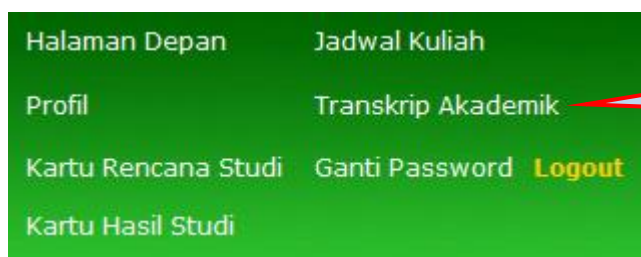 Halaman Depan Jadwal Kuliah
Profil Transkrip Akademik
Kartu Rencana Studi Ganti Password Logout
Kartu Hasil Studi